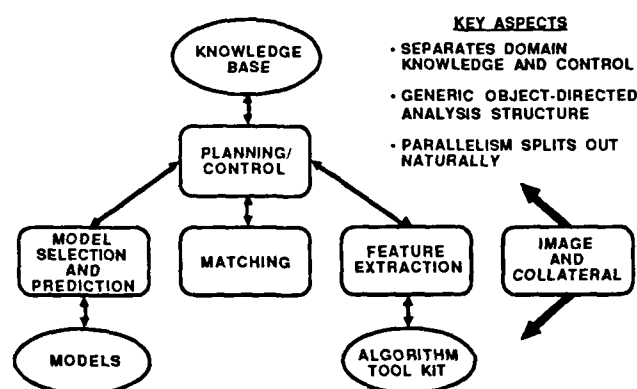 KEY ASPECTS
KNOWLEDGE
BASE
• SEPARATES DOMAIN
KNOWLEDGE AND CONTROL
• GENERIC OBJECT-DIRECTED
ANALYSIS STRUCTURE
• PARALLELISM SPLITS OUT
NATURALLY
PLANNING/
CONTROL
MODEL
SELECTION
AND
PREDICTION
MATCHING
FEATURE
EXTRACTION
IMAGE
AND
COLLATERAL
MODELS
ALGORITHM
TOOL KIT